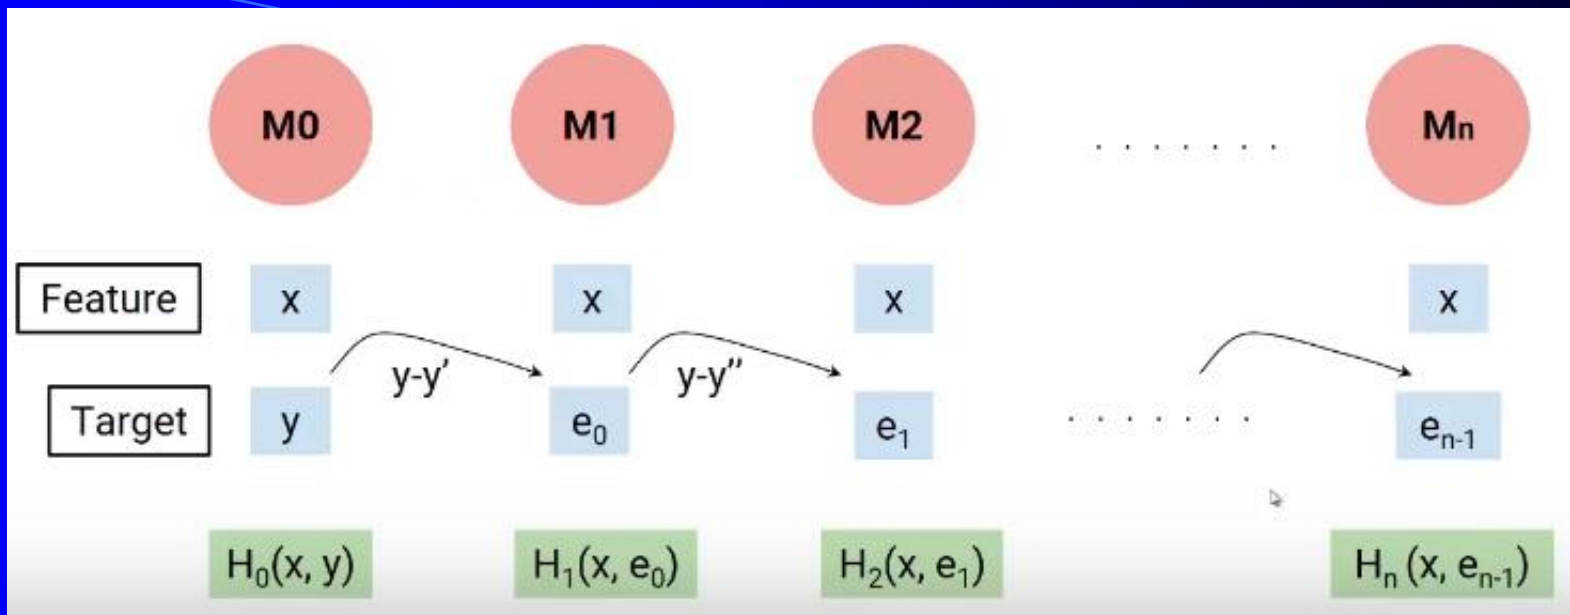 M0 M1 M2 . . . . . . . Mn
Feature x x x x
y-y' y-y''
Target y e₀ e₁ . . . . . . . eₙ₋₁
H₀(x, y) H₁(x, e₀) H₂(x, e₁) Hₙ (x, eₙ₋₁)